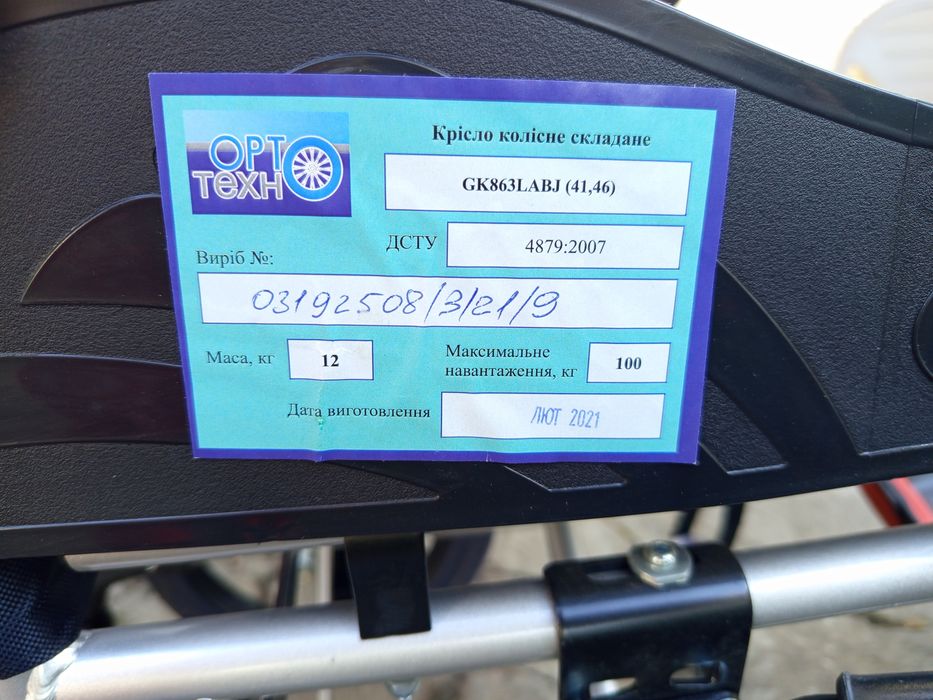 ОРТО
ТЕХН
Крісло колісне складане
GK863LABJ (41,46)
ДСТУ 4879:2007
Виріб №:
03192508/3/21/9
Маса, кг 12
Максимальне
навантаження, кг 100
Дата виготовлення ЛЮТ 2021